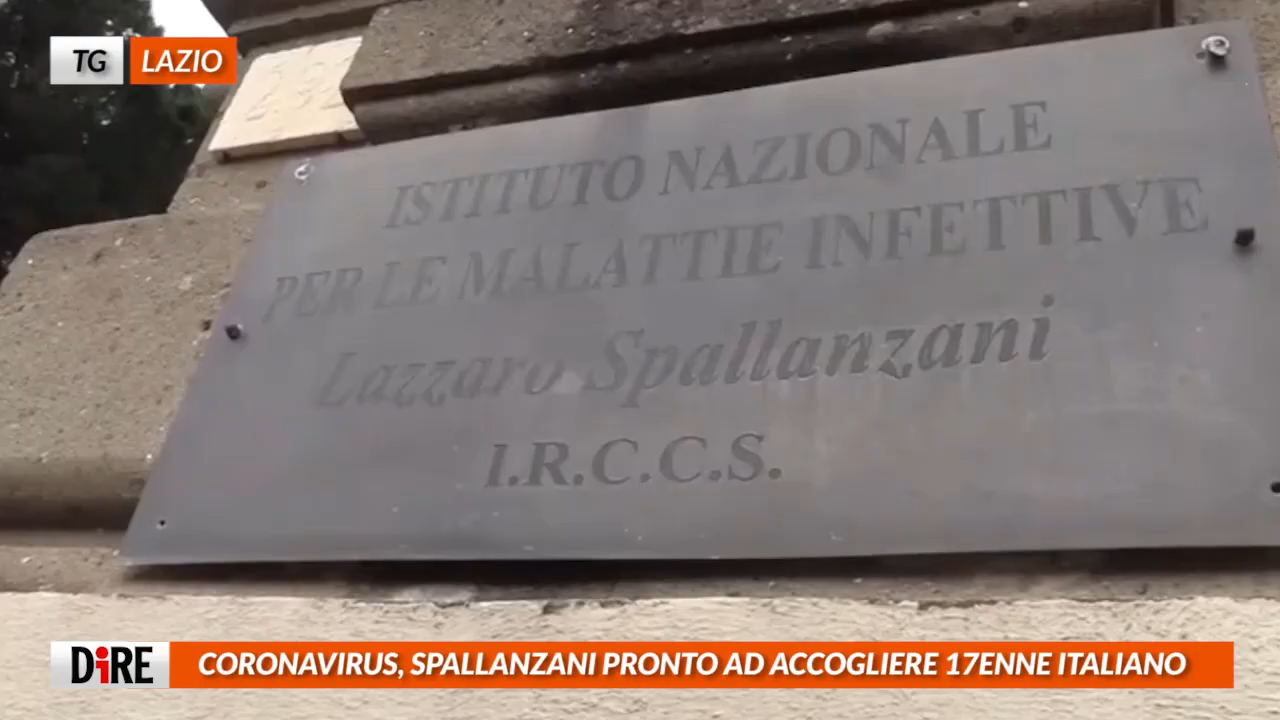 TG LAZIO
ISTITUTO NAZIONALE
PER LE MALATTIE INFETTIVE
Lazzaro Spallanzani
I.R.C.C.S.
DiRE CORONAVIRUS, SPALLANZANI PRONTO AD ACCOGLIERE 17ENNE ITALIANO